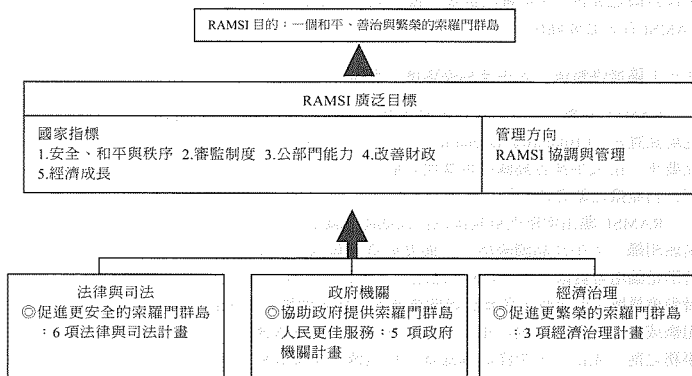 RAMSI 目的：一個和平、善治與繁榮的索羅門群島
RAMSI 廣泛目標
國家指標
1.安全、和平與秩序 2.審監制度 3.公部門能力 4.改善財政
5.經濟成長
管理方向
RAMSI 協調與管理
法律與司法
◎促進更安全的索羅門群島
：6 項法律與司法計畫
政府機關
◎協助政府提供索羅門群島
人民更佳服務：5 項政府
機關計畫
經濟治理
◎促進更繁榮的索羅門群島
：3 項經濟治理計畫